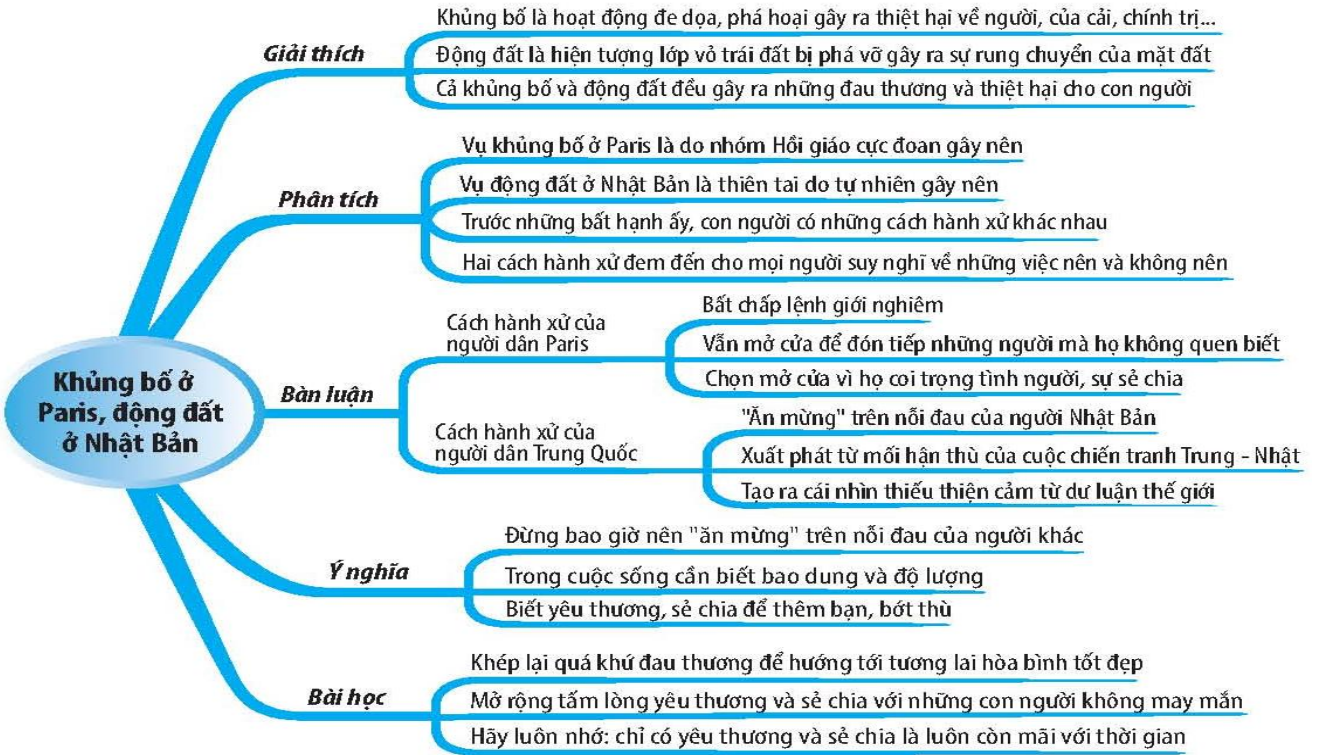 Khủng bố ở
Paris, động đất
ở Nhật Bản
Giải thích
Khủng bố là hoạt động đe dọa, phá hoại gây ra thiệt hại về người, của cải, chính trị...
Động đất là hiện tượng lớp vỏ trái đất bị phá vỡ gây ra sự rung chuyển của mặt đất
Cả khủng bố và động đất đều gây ra những đau thương và thiệt hại cho con người
Phân tích
Vụ khủng bố ở Paris là do nhóm Hồi giáo cực đoan gây nên
Vụ động đất ở Nhật Bản là thiên tai do tự nhiên gây nên
Trước những bất hạnh ấy, con người có những cách hành xử khác nhau
Hai cách hành xử đem đến cho mọi người suy nghĩ về những việc nên và không nên
Bàn luận
Cách hành xử của
người dân Paris
Bất chấp lệnh giới nghiêm
Vẫn mở cửa để đón tiếp những người mà họ không quen biết
Chọn mở cửa vì họ coi trọng tình người, sự sẻ chia
Cách hành xử của
người dân Trung Quốc
"Ăn mừng" trên nỗi đau của người Nhật Bản
Xuất phát từ mối hận thù của cuộc chiến tranh Trung - Nhật
Tạo ra cái nhìn thiếu thiện cảm từ dư luận thế giới
Ý nghĩa
Đừng bao giờ nên "ăn mừng" trên nỗi đau của người khác
Trong cuộc sống cần biết bao dung và độ lượng
Biết yêu thương, sẻ chia để thêm bạn, bớt thù
Bài học
Khép lại quá khứ đau thương để hướng tới tương lai hòa bình tốt đẹp
Mở rộng tấm lòng yêu thương và sẻ chia với những con người không may mắn
Hãy luôn nhớ: chỉ có yêu thương và sẻ chia là luôn còn mãi với thời gian